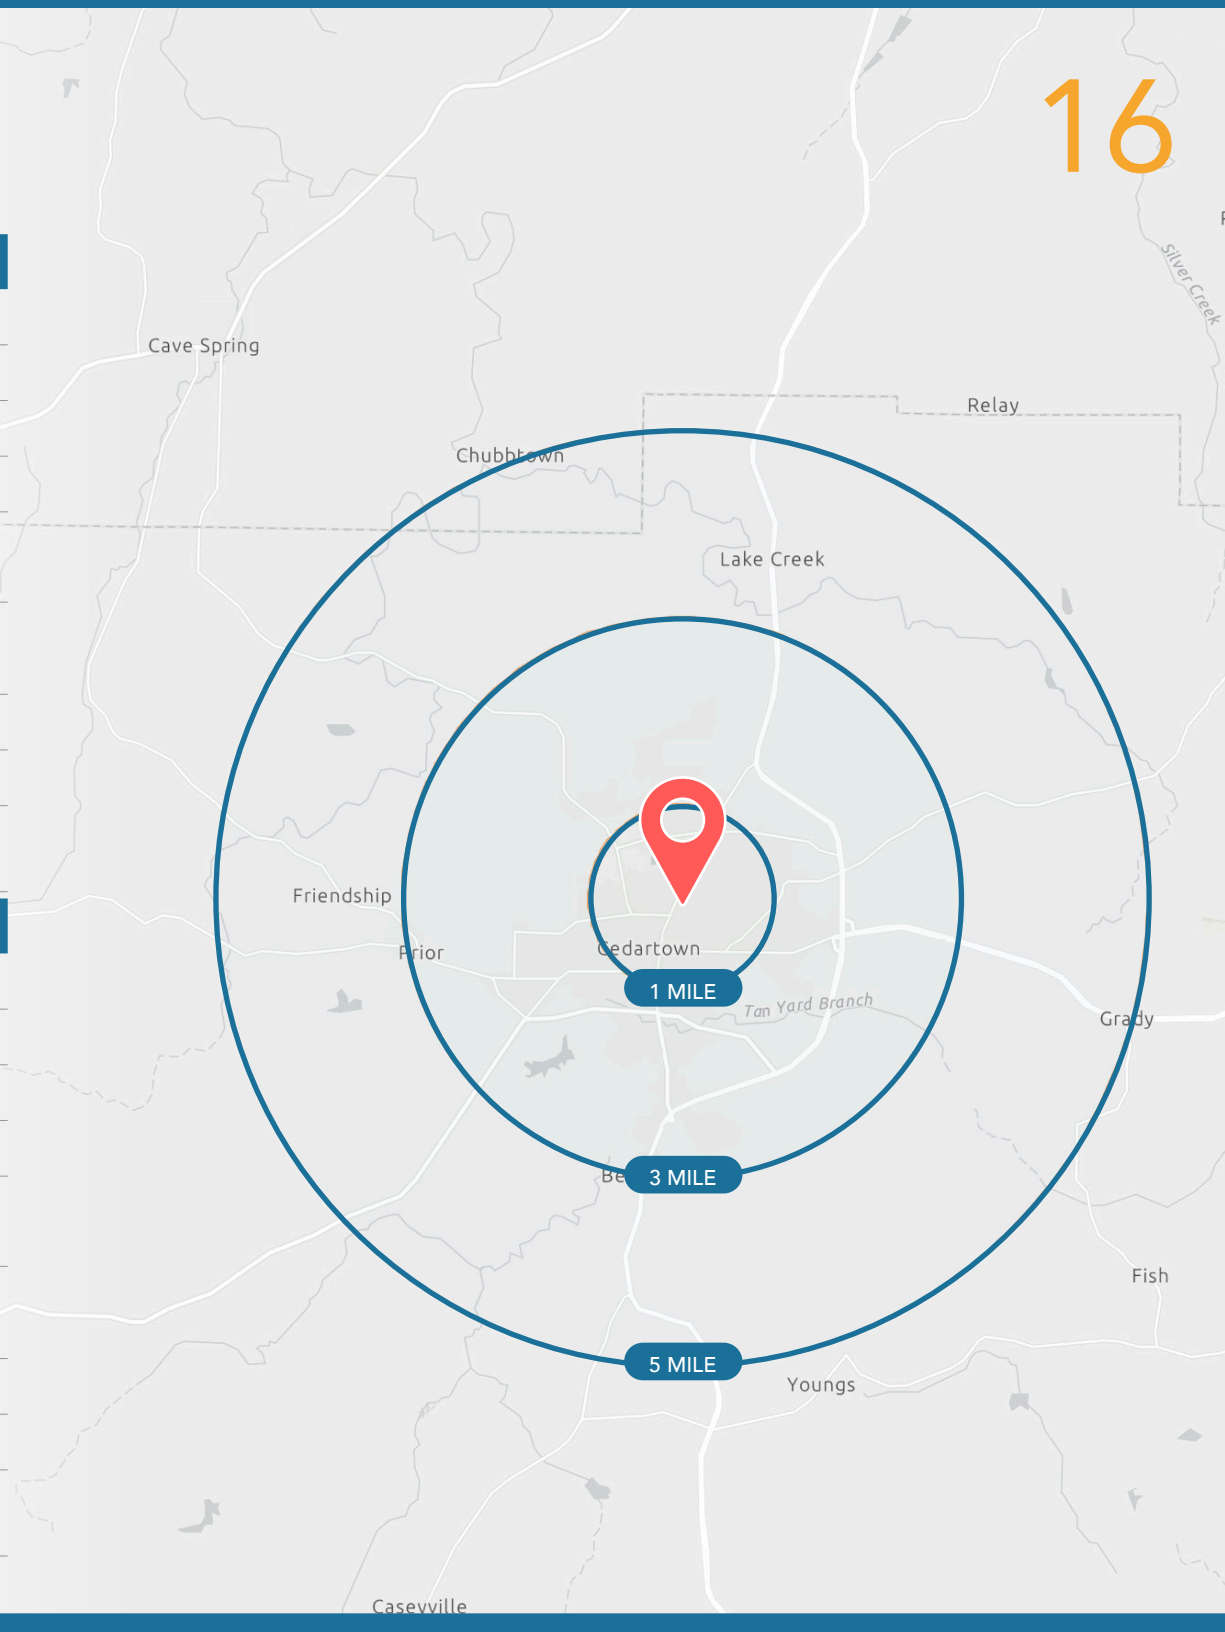 16
Silver Creek
Cave Spring
Relay
Chubbtown
Lake Creek
Friendship
Prior
Cedartown
1 MILE
Tan Yard Branch
Grady
3 MILE
Fish
5 MILE
Youngs
Caseyville